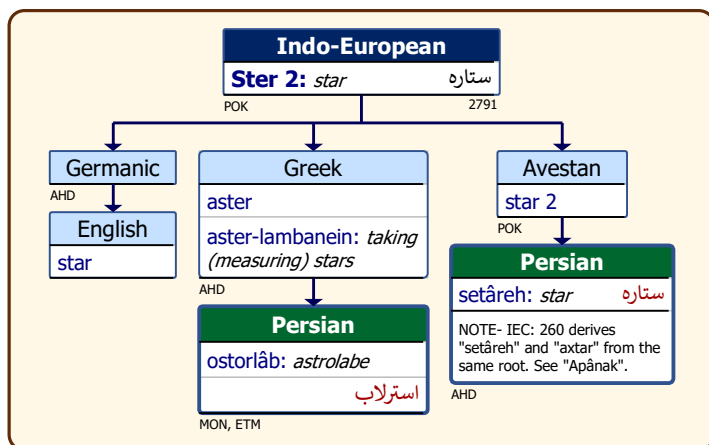 Indo-European
Ster 2: star ستاره
POK 2791
Germanic
AHD
English
star
Greek
aster
aster-lambanein: taking
(measuring) stars
AHD
Persian
ostorlâb: astrolabe
استرلاب
MON, ETM
Avestan
star 2
POK
Persian
setâreh: star ستاره
NOTE- IEC: 260 derives
"setâreh" and "axtar" from the
same root. See "Apânak".
AHD